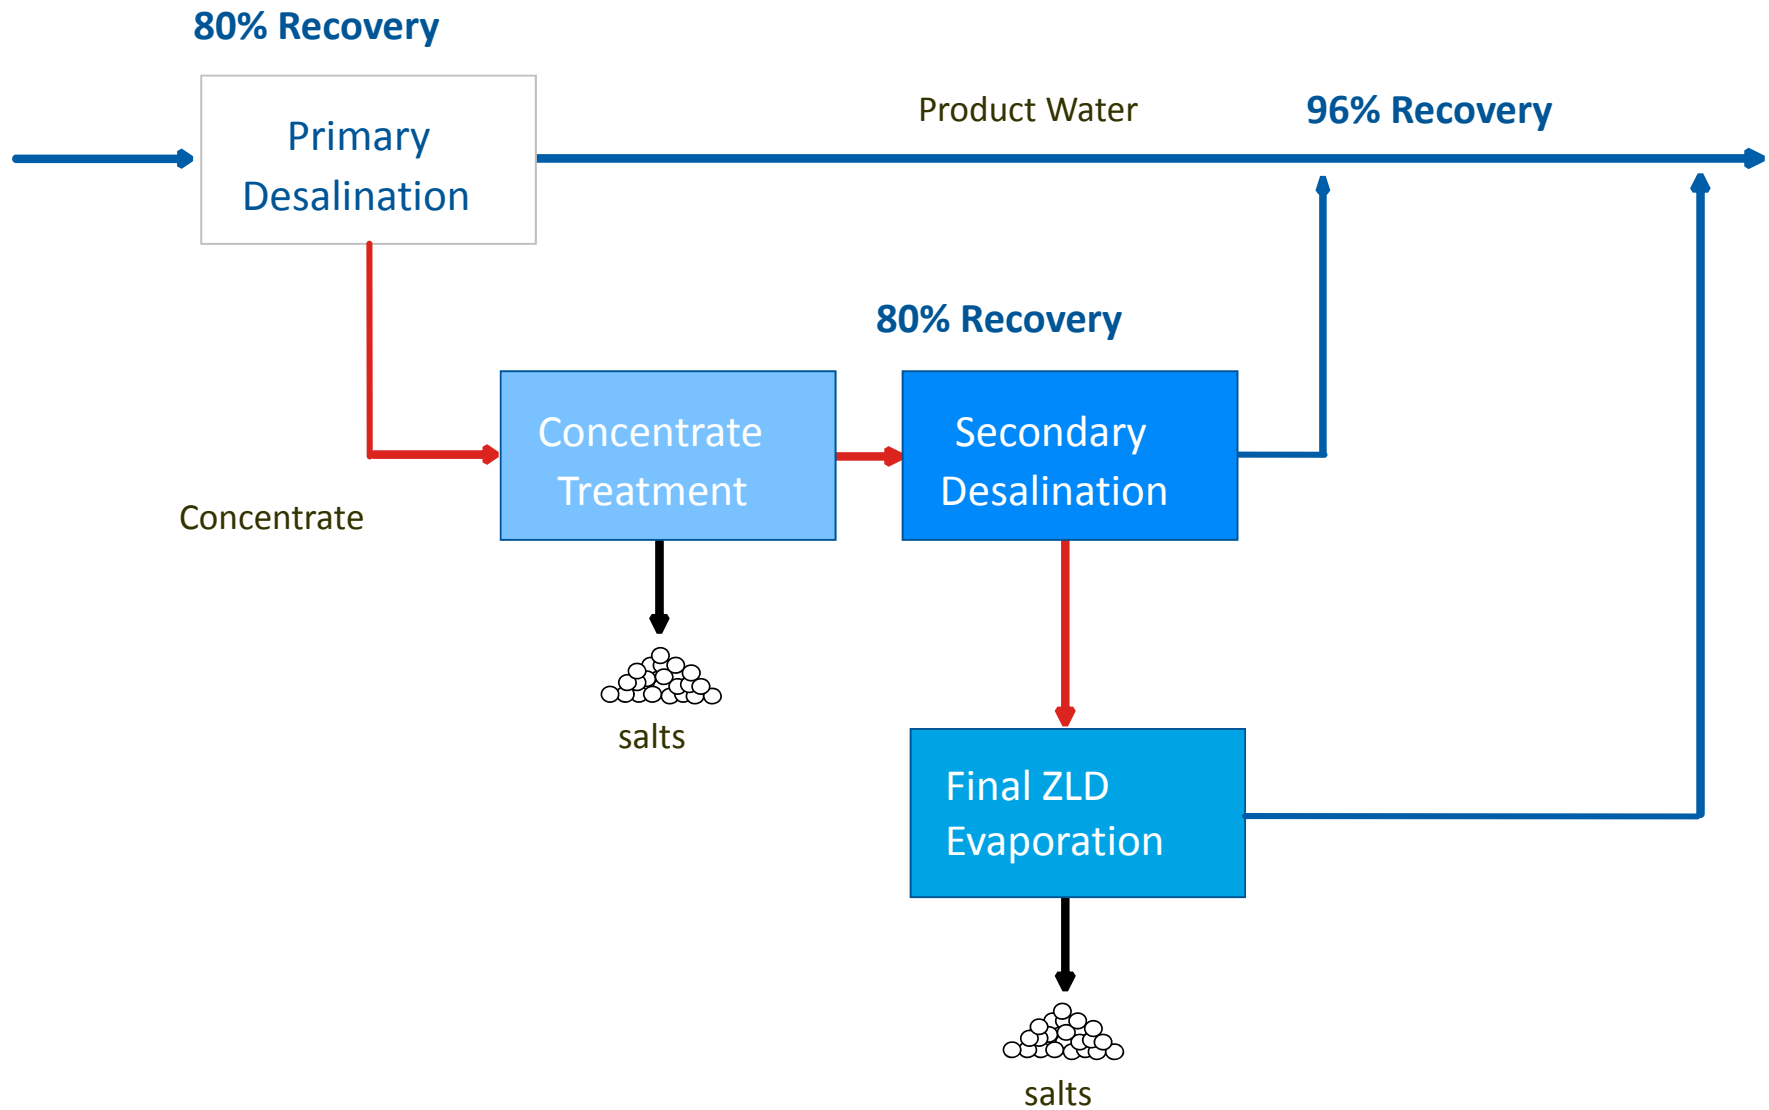 80% Recovery
Primary
Desalination
Product Water
96% Recovery
80% Recovery
Concentrate
Treatment
Secondary
Desalination
Concentrate
salts
Final ZLD
Evaporation
salts